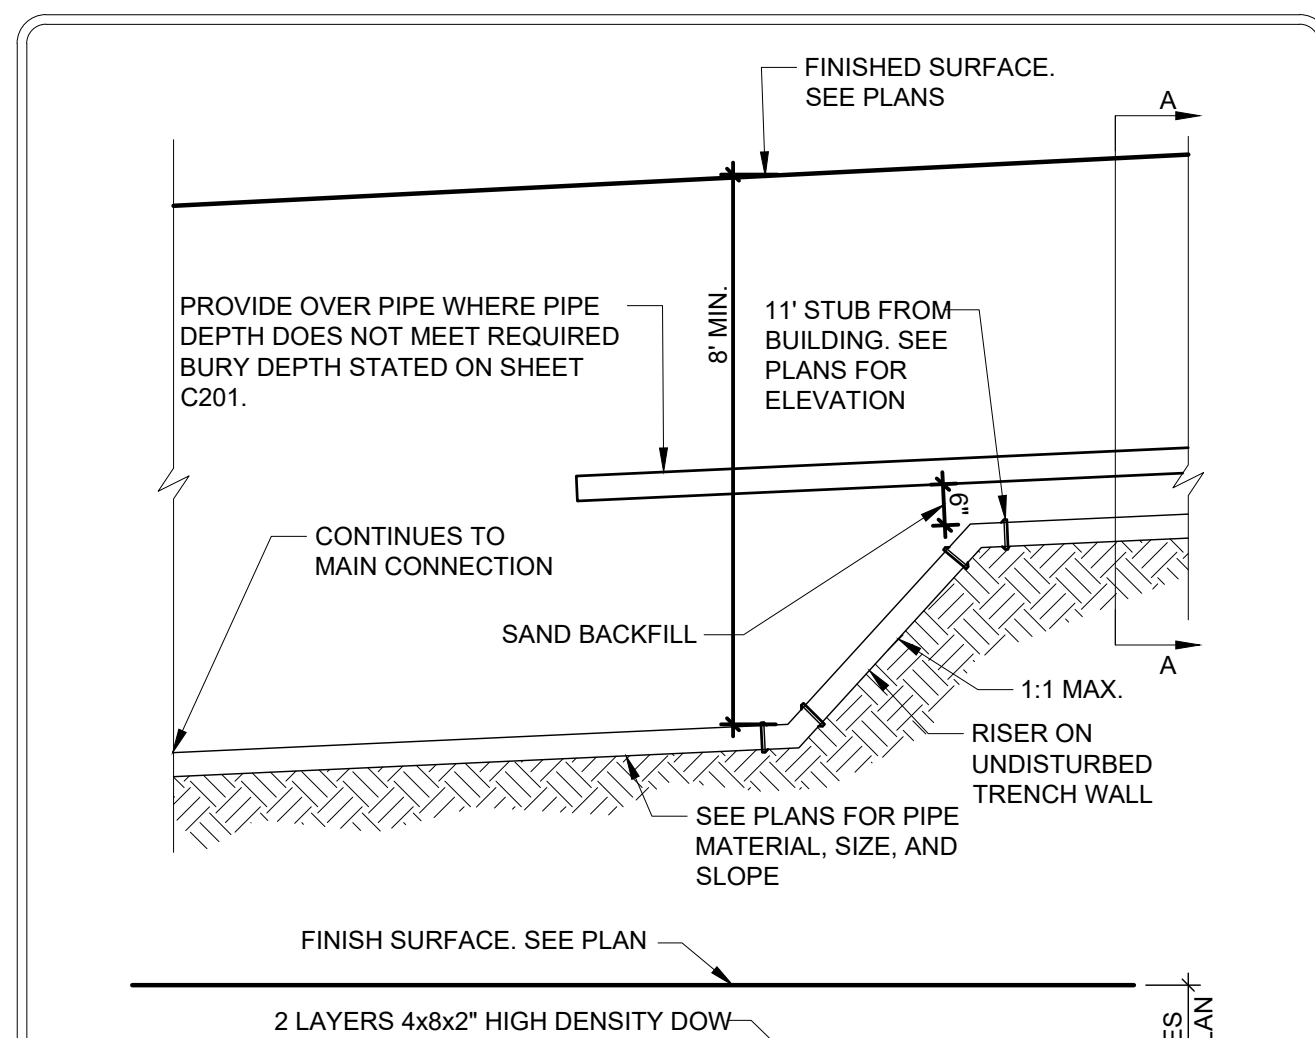 FINISHED SURFACE.
SEE PLANS
A
PROVIDE OVER PIPE WHERE PIPE
DEPTH DOES NOT MEET REQUIRED
BURY DEPTH STATED ON SHEET
C201.
8' MIN.
11' STUB FROM
BUILDING. SEE
PLANS FOR
ELEVATION
6"
CONTINUES TO
MAIN CONNECTION
SAND BACKFILL
A
1:1 MAX.
RISER ON
UNDISTURBED
TRENCH WALL
SEE PLANS FOR PIPE
MATERIAL, SIZE, AND
SLOPE
FINISH SURFACE. SEE PLAN
2 LAYERS 4x8x2" HIGH DENSITY DOW